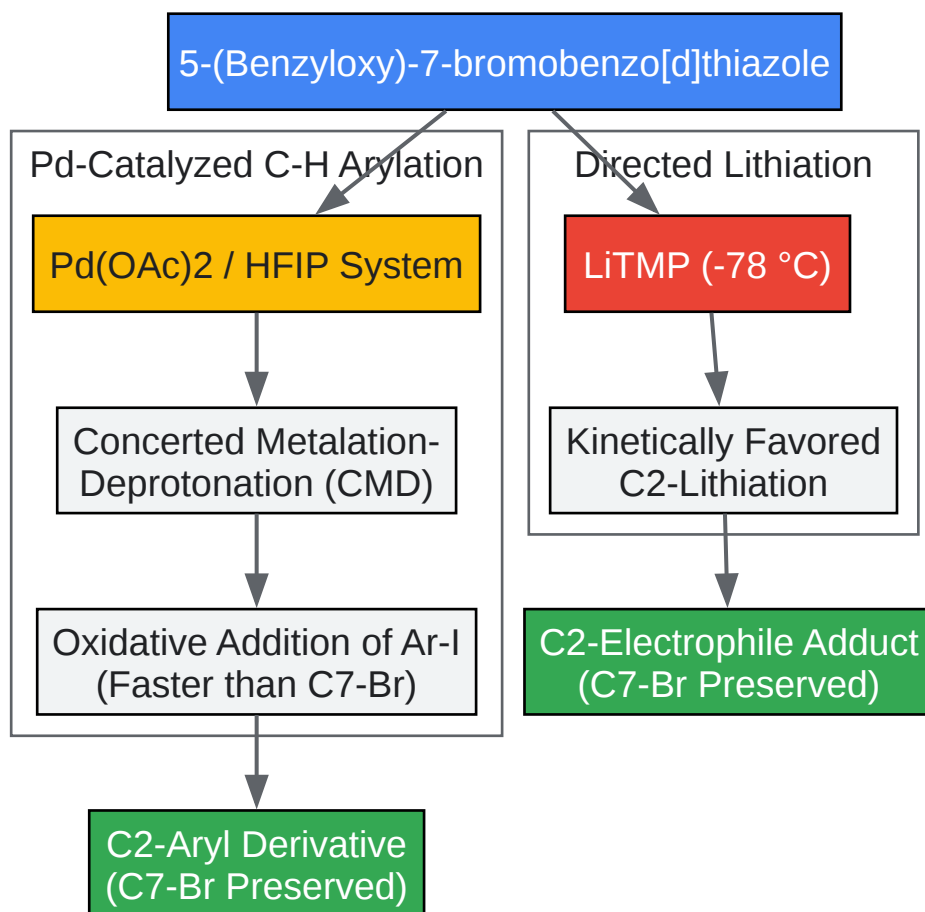 5-(Benzyloxy)-7-bromobenzo[d]thiazole
Pd-Catalyzed C-H Arylation
Pd(OAc)2 / HFIP System
Concerted Metalation-
Deprotonation (CMD)
Oxidative Addition of Ar-I
(Faster than C7-Br)
C2-Aryl Derivative
(C7-Br Preserved)
Directed Lithiation
LiTMP (-78 °C)
Kinetically Favored
C2-Lithiation
C2-Electrophile Adduct
(C7-Br Preserved)